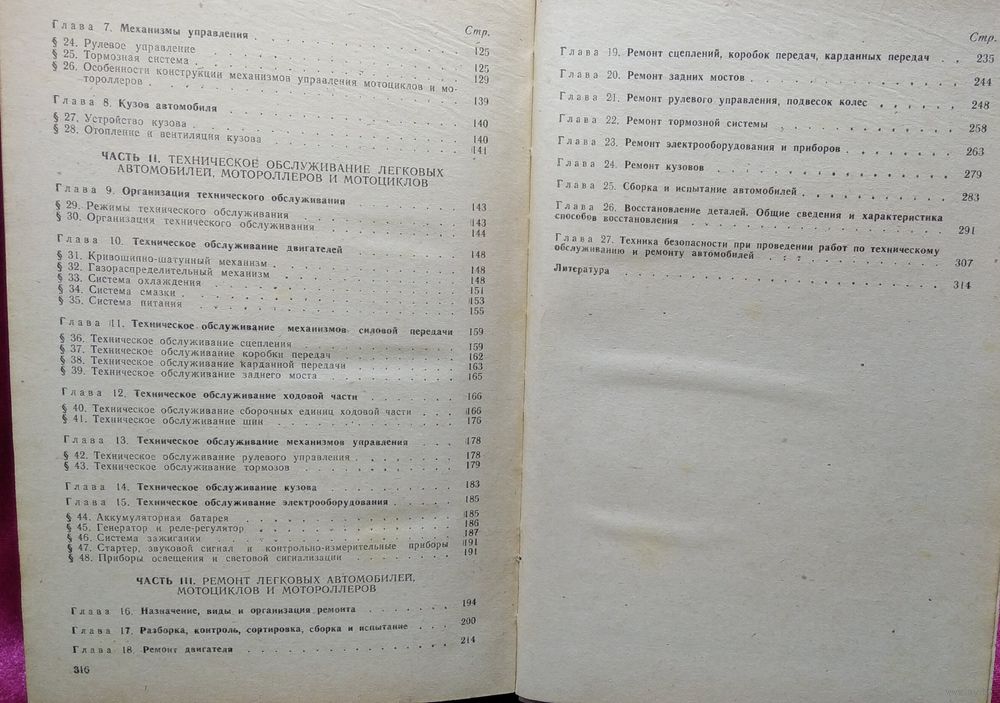 Глава 7. Механизмы управления
Стр.
§ 24. Рулевое управление . . . . . . . . . . 125
§ 25. Тормозная система . . . . . . . . . . 125
§ 26. Особенности конструкции механизмов управления мотоциклов и мо- 129
тороллеров . . . . . . . . . .
Глава 8. Кузов автомобиля . . . . . . . . . . 139
§ 27. Устройство кузова . . . . . . . . . . 140
§ 28. Отопление и вентиляция кузова . . . . . . . . . . 140
141
ЧАСТЬ II. ТЕХНИЧЕСКОЕ ОБСЛУЖИВАНИЕ ЛЕГКОВЫХ
АВТОМОБИЛЕЙ, МОТОРОЛЛЕРОВ И МОТОЦИКЛОВ
Глава 9. Организация технического обслуживания . . . . 143
§ 29. Режимы технического обслуживания . . . . . . 143
§ 30. Организация технического обслуживания . . . . . . 144
Глава 10. Техническое обслуживание двигателей . . . . 148
§ 31. Кривошипно-шатунный механизм . . . . . . 148
§ 32. Газораспределительный механизм . . . . . . 148
§ 33. Система охлаждения . . . . . . . . 151
§ 34. Система смазки . . . . . . . . 153
§ 35. Система питания . . . . . . . . 155
Глава 11. Техническое обслуживание механизмов силовой передачи 159
§ 36. Техническое обслуживание сцепления . . . . . . 159
§ 37. Техническое обслуживание коробки передач . . . . . . 162
§ 38. Техническое обслуживание карданной передачи . . . . . . 163
§ 39. Техническое обслуживание заднего моста . . . . . . 165
Глава 12. Техническое обслуживание ходовой части . . . . 166
§ 40. Техническое обслуживание сборочных единиц ходовой части . . . 166
§ 41. Техническое обслуживание шин . . . . . . . . 176
Глава 13. Техническое обслуживание механизмов управления . . . 178
§ 42. Техническое обслуживание рулевого управления . . . . . . 178
§ 43. Техническое обслуживание тормозов . . . . . . 179
Глава 14. Техническое обслуживание кузова . . . . . . 183
Глава 15. Техническое обслуживание электрооборудования . . . . 185
§ 44. Аккумуляторная батарея . . . . . . . . 185
§ 45. Генератор и реле-регулятор . . . . . . . . 186
§ 46. Система зажигания . . . . . . . . 187
§ 47. Стартер, звуковой сигнал и контрольно-измерительные приборы 191
§ 48. Приборы освещения и световой сигнализации . . . . . . 191
ЧАСТЬ III. РЕМОНТ ЛЕГКОВЫХ АВТОМОБИЛЕЙ,
МОТОЦИКЛОВ И МОТОРОЛЛЕРОВ
Глава 16. Назначение, виды и организация ремонта . . . . . . 194
Глава 17. Разборка, контроль, сортировка, сборка и испытание . . . 200
Глава 18. Ремонт двигателя . . . . . . . . 214
316
Стр.
Глава 19. Ремонт сцеплений, коробок передач, карданных передач . . 235
Глава 20. Ремонт задних мостов . . . . . . . . 244
Глава 21. Ремонт рулевого управления, подвесок колес . . . . 248
Глава 22. Ремонт тормозной системы . . . . . . . . 258
Глава 23. Ремонт электрооборудования и приборов . . . . . . 263
Глава 24. Ремонт кузовов . . . . . . . . 279
Глава 25. Сборка и испытание автомобилей . . . . . . 283
Глава 26. Восстановление деталей. Общие сведения и характеристика
способов восстановления . . . . . . . . 291
Глава 27. Техника безопасности при проведении работ по техническому
обслуживанию и ремонту автомобилей . . . . . . 307
Литература . . . . . . . . 314